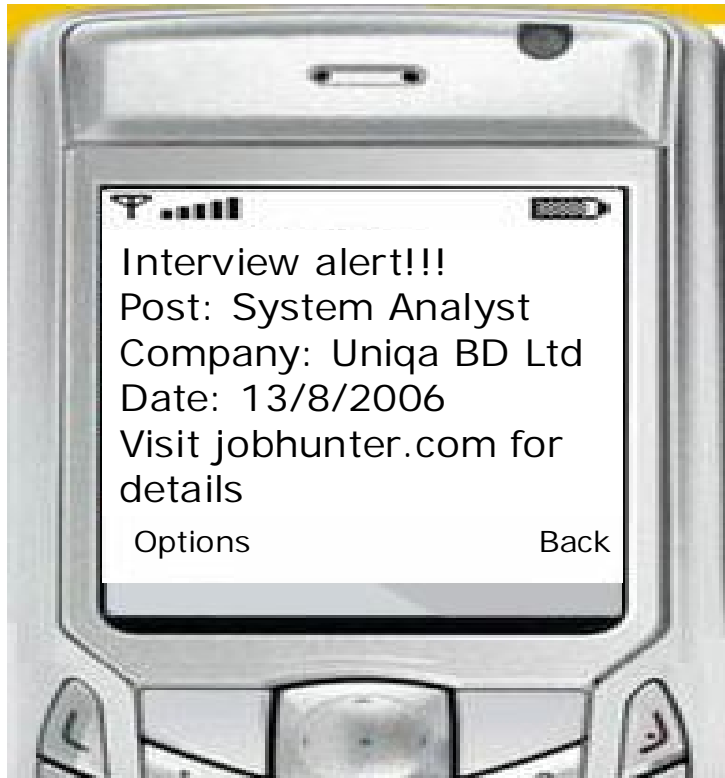 Interview alert!!!
Post: System Analyst
Company: Uniqa BD Ltd
Date: 13/8/2006
Visit jobhunter.com for
details
Options Back